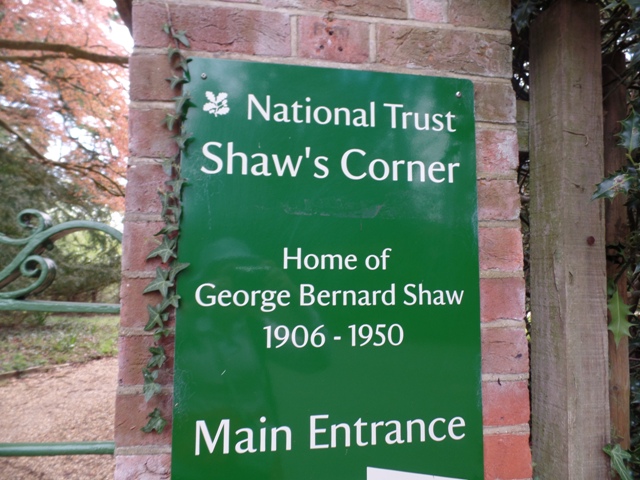 National Trust
Shaw's Corner
Home of
George Bernard Shaw
1906 - 1950
Main Entrance